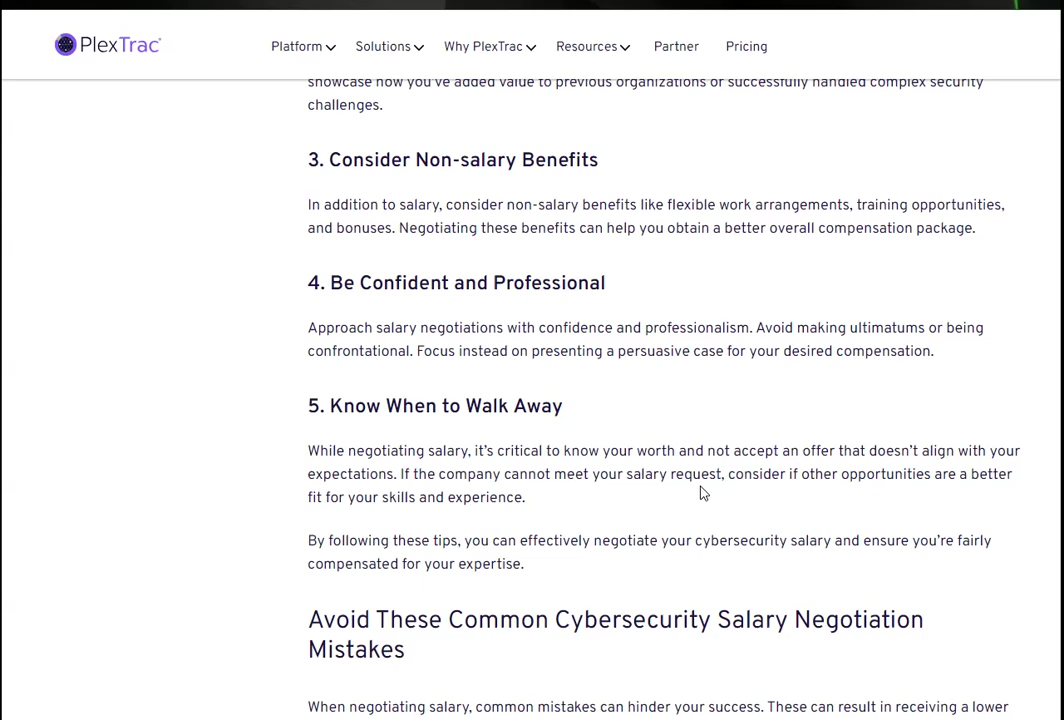 PlexTrac
Platform Solutions Why PlexTrac Resources Partner Pricing
showcase how you've added value to previous organizations or successfully handled complex security
challenges.
3. Consider Non-salary Benefits
In addition to salary, consider non-salary benefits like flexible work arrangements, training opportunities,
and bonuses. Negotiating these benefits can help you obtain a better overall compensation package.
4. Be Confident and Professional
Approach salary negotiations with confidence and professionalism. Avoid making ultimatums or being
confrontational. Focus instead on presenting a persuasive case for your desired compensation.
5. Know When to Walk Away
While negotiating salary, it's critical to know your worth and not accept an offer that doesn't align with your
expectations. If the company cannot meet your salary request, consider if other opportunities are a better
fit for your skills and experience.
By following these tips, you can effectively negotiate your cybersecurity salary and ensure you're fairly
compensated for your expertise.
Avoid These Common Cybersecurity Salary Negotiation
Mistakes
When negotiating salary, common mistakes can hinder your success. These can result in receiving a lower